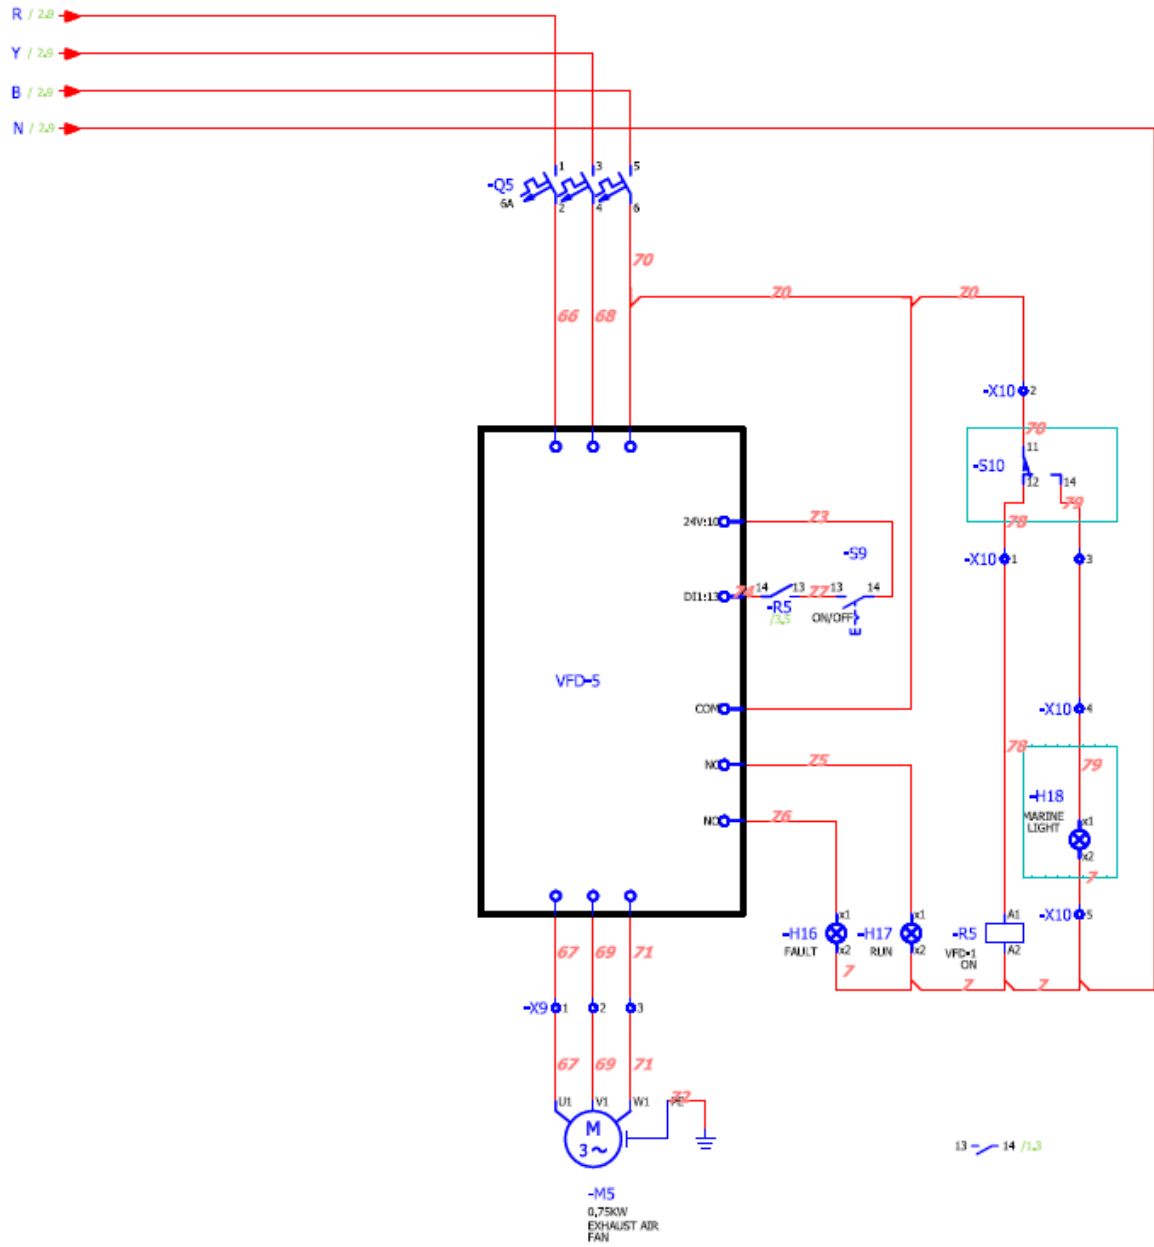 R / 2.9
Y / 2.9
B / 2.9
N / 2.9
1 3 5
-Q5
6A
2 4 6
70
70 70
66 68
-X10 2
70
11
-S10
12 14
79
78
24V:10 73
-S9
-X10 1 3
DI1:13 74 14 13 77 13 14
-R5
/3.5
ON/OFF
E
VFD-5
COM
-X10 4
78
NO 75
79
-H18
MARINE
LIGHT
x1
x2
NO 76
7
-X10 5
x1 x1 A1
-H16 -H17 -R5
x2 x2 A2
FAULT RUN VFD-1
ON
67 69 71
7 7 7
-X9 1 2 3
67 69 71
U1 V1 W1 72
M
3~
13 14 /1.3
-M5
0,75KW
EXHAUST AIR
FAN